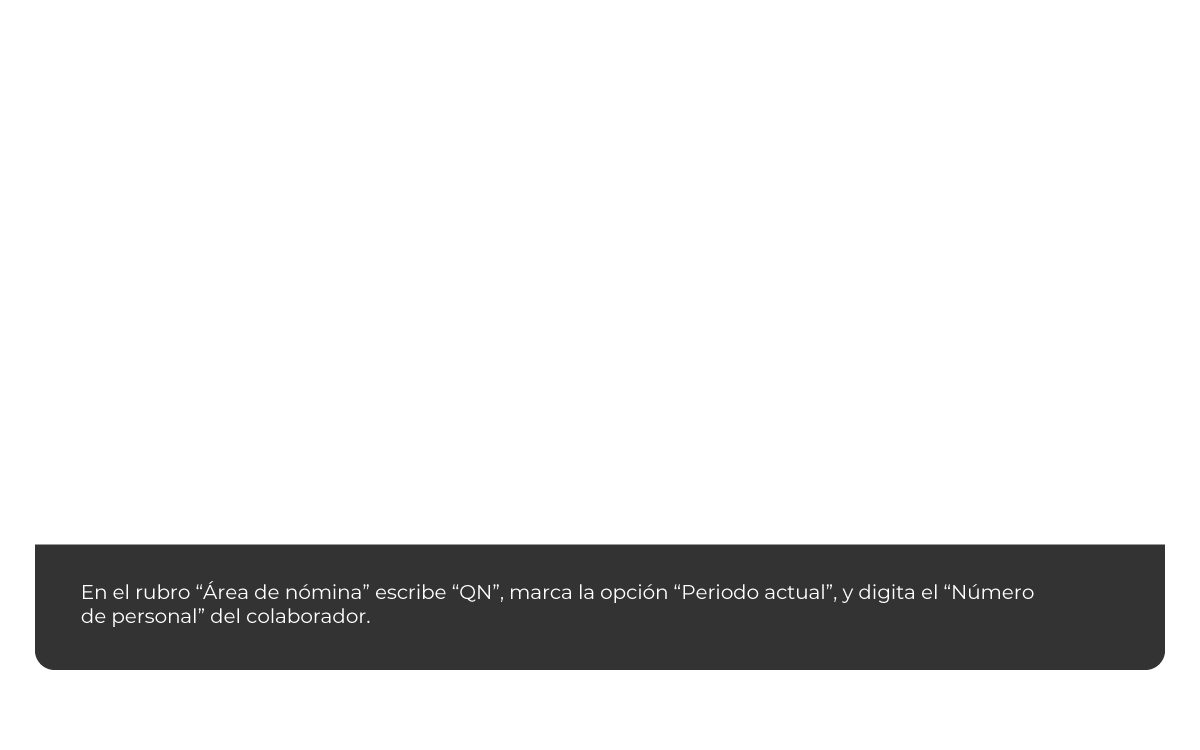 En el rubro “Área de nómina” escribe “QN”, marca la opción “Periodo actual”, y digita el “Número
de personal” del colaborador.